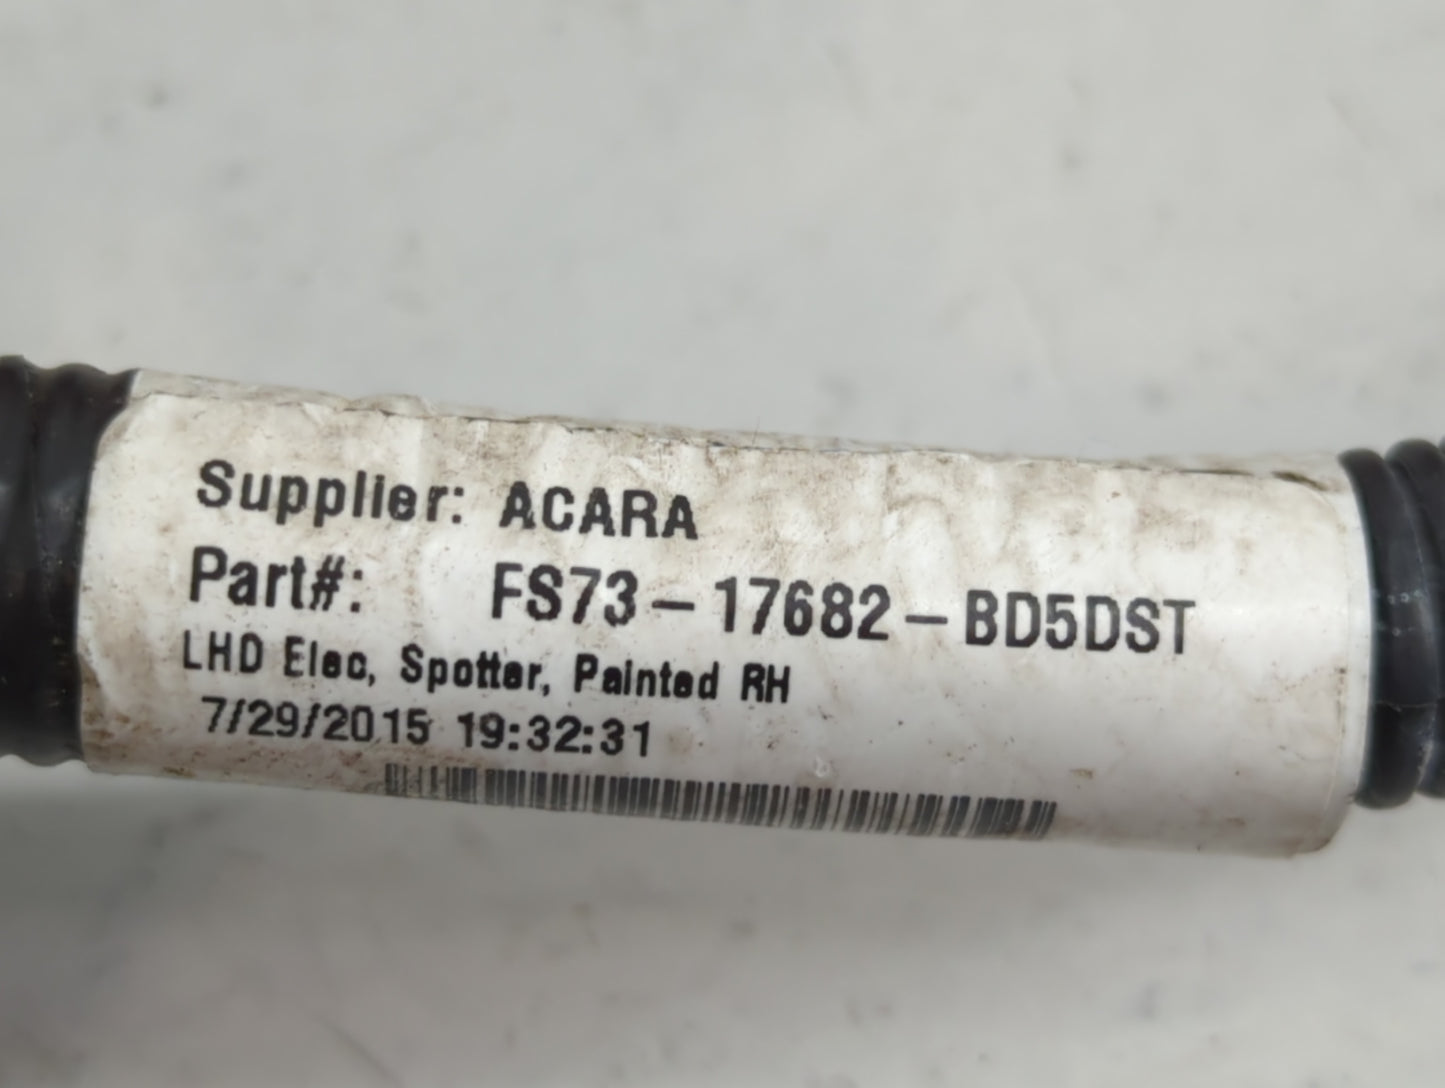 Supplier: ACARA
Part#: FS73-17682-BD5DST
LHD Elec, Spotter, Painted RH
7/29/2015 19:32:31